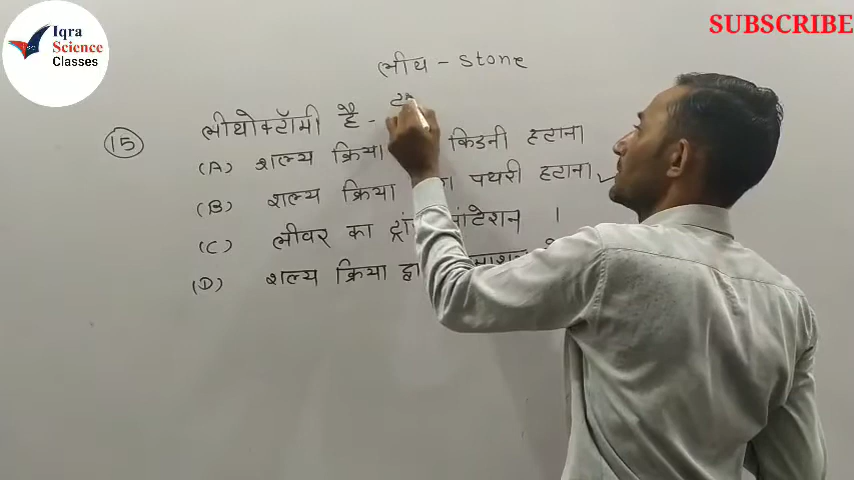 SUBSCRIBE
Iqra
Science
Classes
लीथ - stone
(15) लीथोक्टॉमी है -
(A) शल्य क्रिया किडनी हटाना
(B) शल्य क्रिया पथरी हटाना ✓
(C) लीवर का ।
(D) शल्य क्रिया